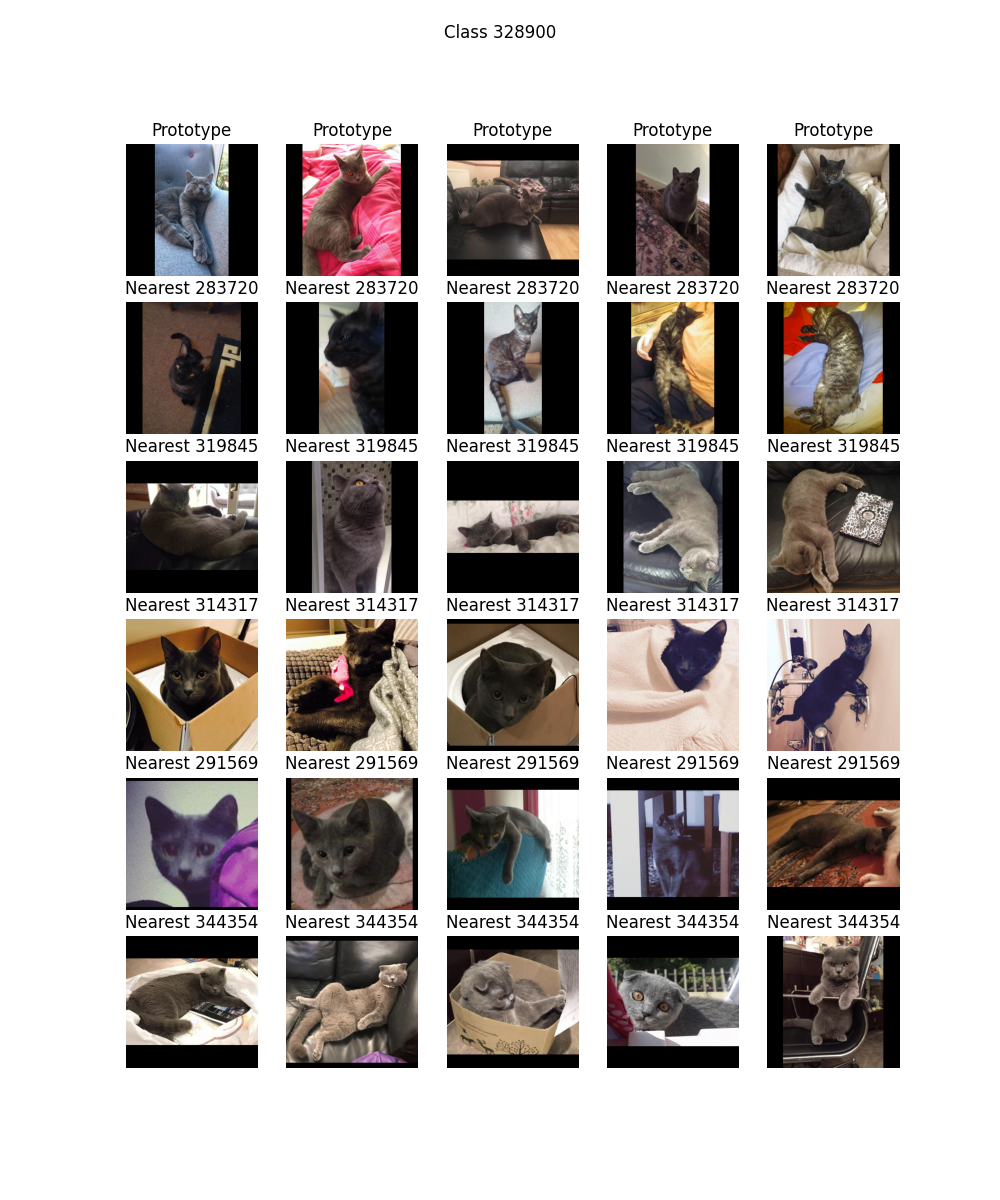 Class 328900
Prototype Prototype Prototype Prototype Prototype
Nearest 283720 Nearest 283720 Nearest 283720 Nearest 283720 Nearest 283720
Nearest 319845 Nearest 319845 Nearest 319845 Nearest 319845 Nearest 319845
Nearest 314317 Nearest 314317 Nearest 314317 Nearest 314317 Nearest 314317
Nearest 291569 Nearest 291569 Nearest 291569 Nearest 291569 Nearest 291569
Nearest 344354 Nearest 344354 Nearest 344354 Nearest 344354 Nearest 344354